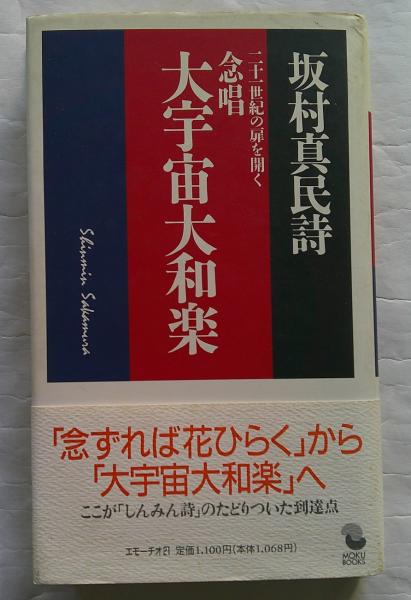 坂村真民詩
二十一世紀の扉を開く
念唱
大宇宙大和楽
Shinmin Sakamura
「念ずれば花ひらく」から
「大宇宙大和楽」へ
ここが「しんみん詩」のたどりついた到達点
エモーチオ21 定価1,100円(本体1,068円)
MOKU
BOOKS